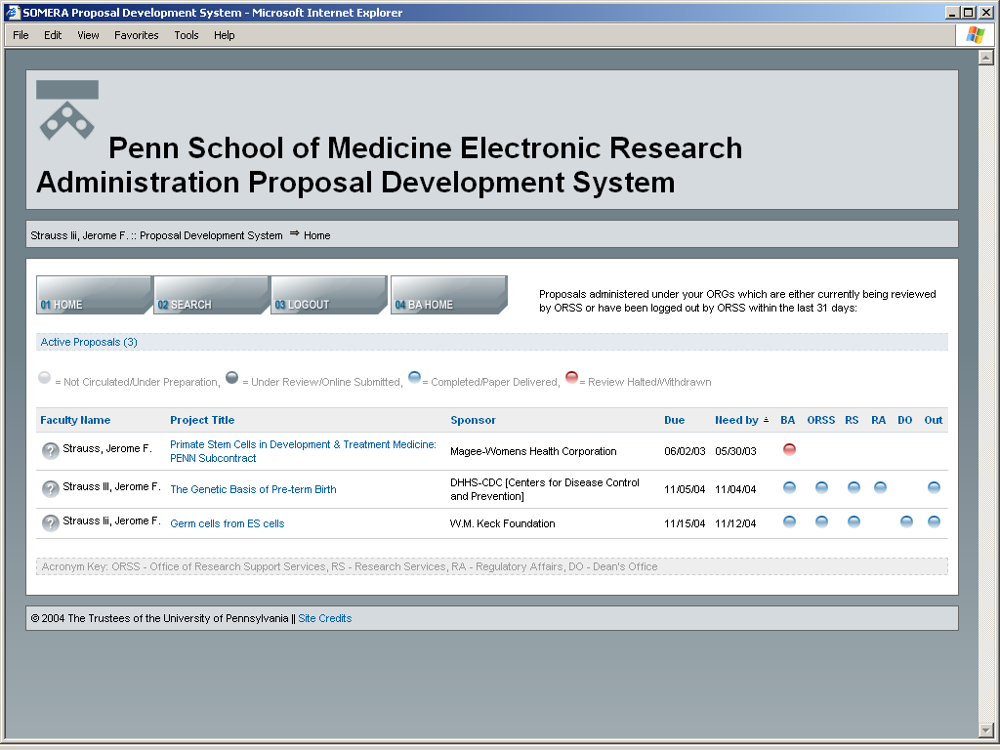 SOMERA Proposal Development System - Microsoft Internet Explorer
File Edit View Favorites Tools Help
Penn School of Medicine Electronic Research
Administration Proposal Development System
Strauss Iii, Jerome F. :: Proposal Development System ⇒ Home
01 HOME 02 SEARCH 03 LOGOUT 04 BA HOME
Proposals administered under your ORGs which are either currently being reviewed
by ORSS or have been logged out by ORSS within the last 31 days:
Active Proposals (3)
= Not Circulated/Under Preparation, = Under Review/Online Submitted, = Completed/Paper Delivered, = Review Halted/Withdrawn
Faculty Name Project Title Sponsor Due Need by BA ORSS RS RA DO Out
? Strauss, Jerome F. Primate Stem Cells in Development & Treatment Medicine:
PENN Subcontract Magee-Womens Health Corporation 06/02/03 05/30/03
? Strauss III, Jerome F. The Genetic Basis of Pre-term Birth DHHS-CDC [Centers for Disease Control
and Prevention] 11/05/04 11/04/04
? Strauss Iii, Jerome F. Germ cells from ES cells W.M. Keck Foundation 11/15/04 11/12/04
Acronym Key: ORSS - Office of Research Support Services, RS - Research Services, RA - Regulatory Affairs, DO - Dean's Office
© 2004 The Trustees of the University of Pennsylvania || Site Credits